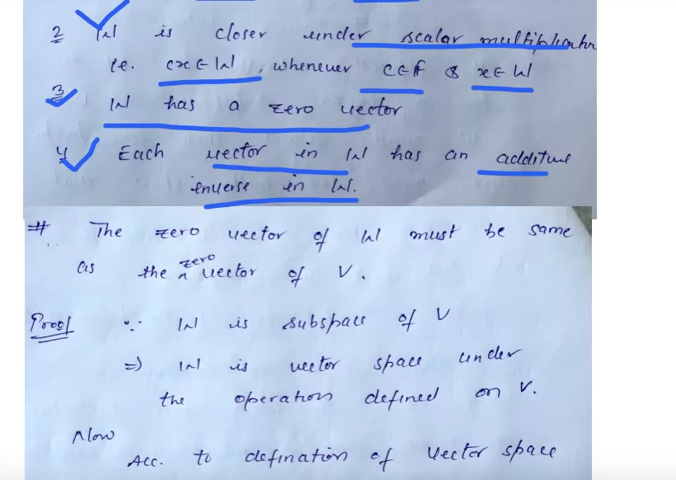 2 W is closer under scalar multiplication
i.e. cx ∈ W, whenever c ∈ F & x ∈ W
3 W has a zero vector
4 Each vector in W has an additive
inverse in W.
# The zero vector of W must be same
as the zero vector of V.
Proof ∵ W is subspace of V
⇒ W is vector space under
the operation defined on V.
Now
Acc. to defination of vector space